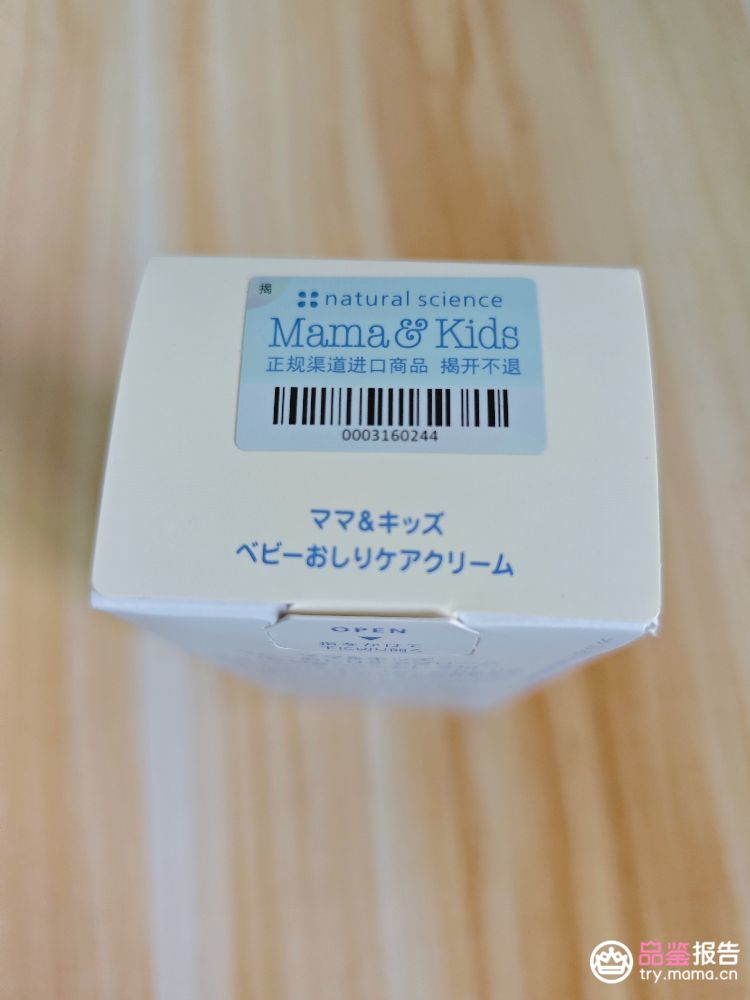 揭
natural science
Mama & Kids
正规渠道进口商品 揭开不退
0003160244
ママ&キッズ
ベビーおしりケアクリーム
OPEN
品鉴报告
try.mama.cn